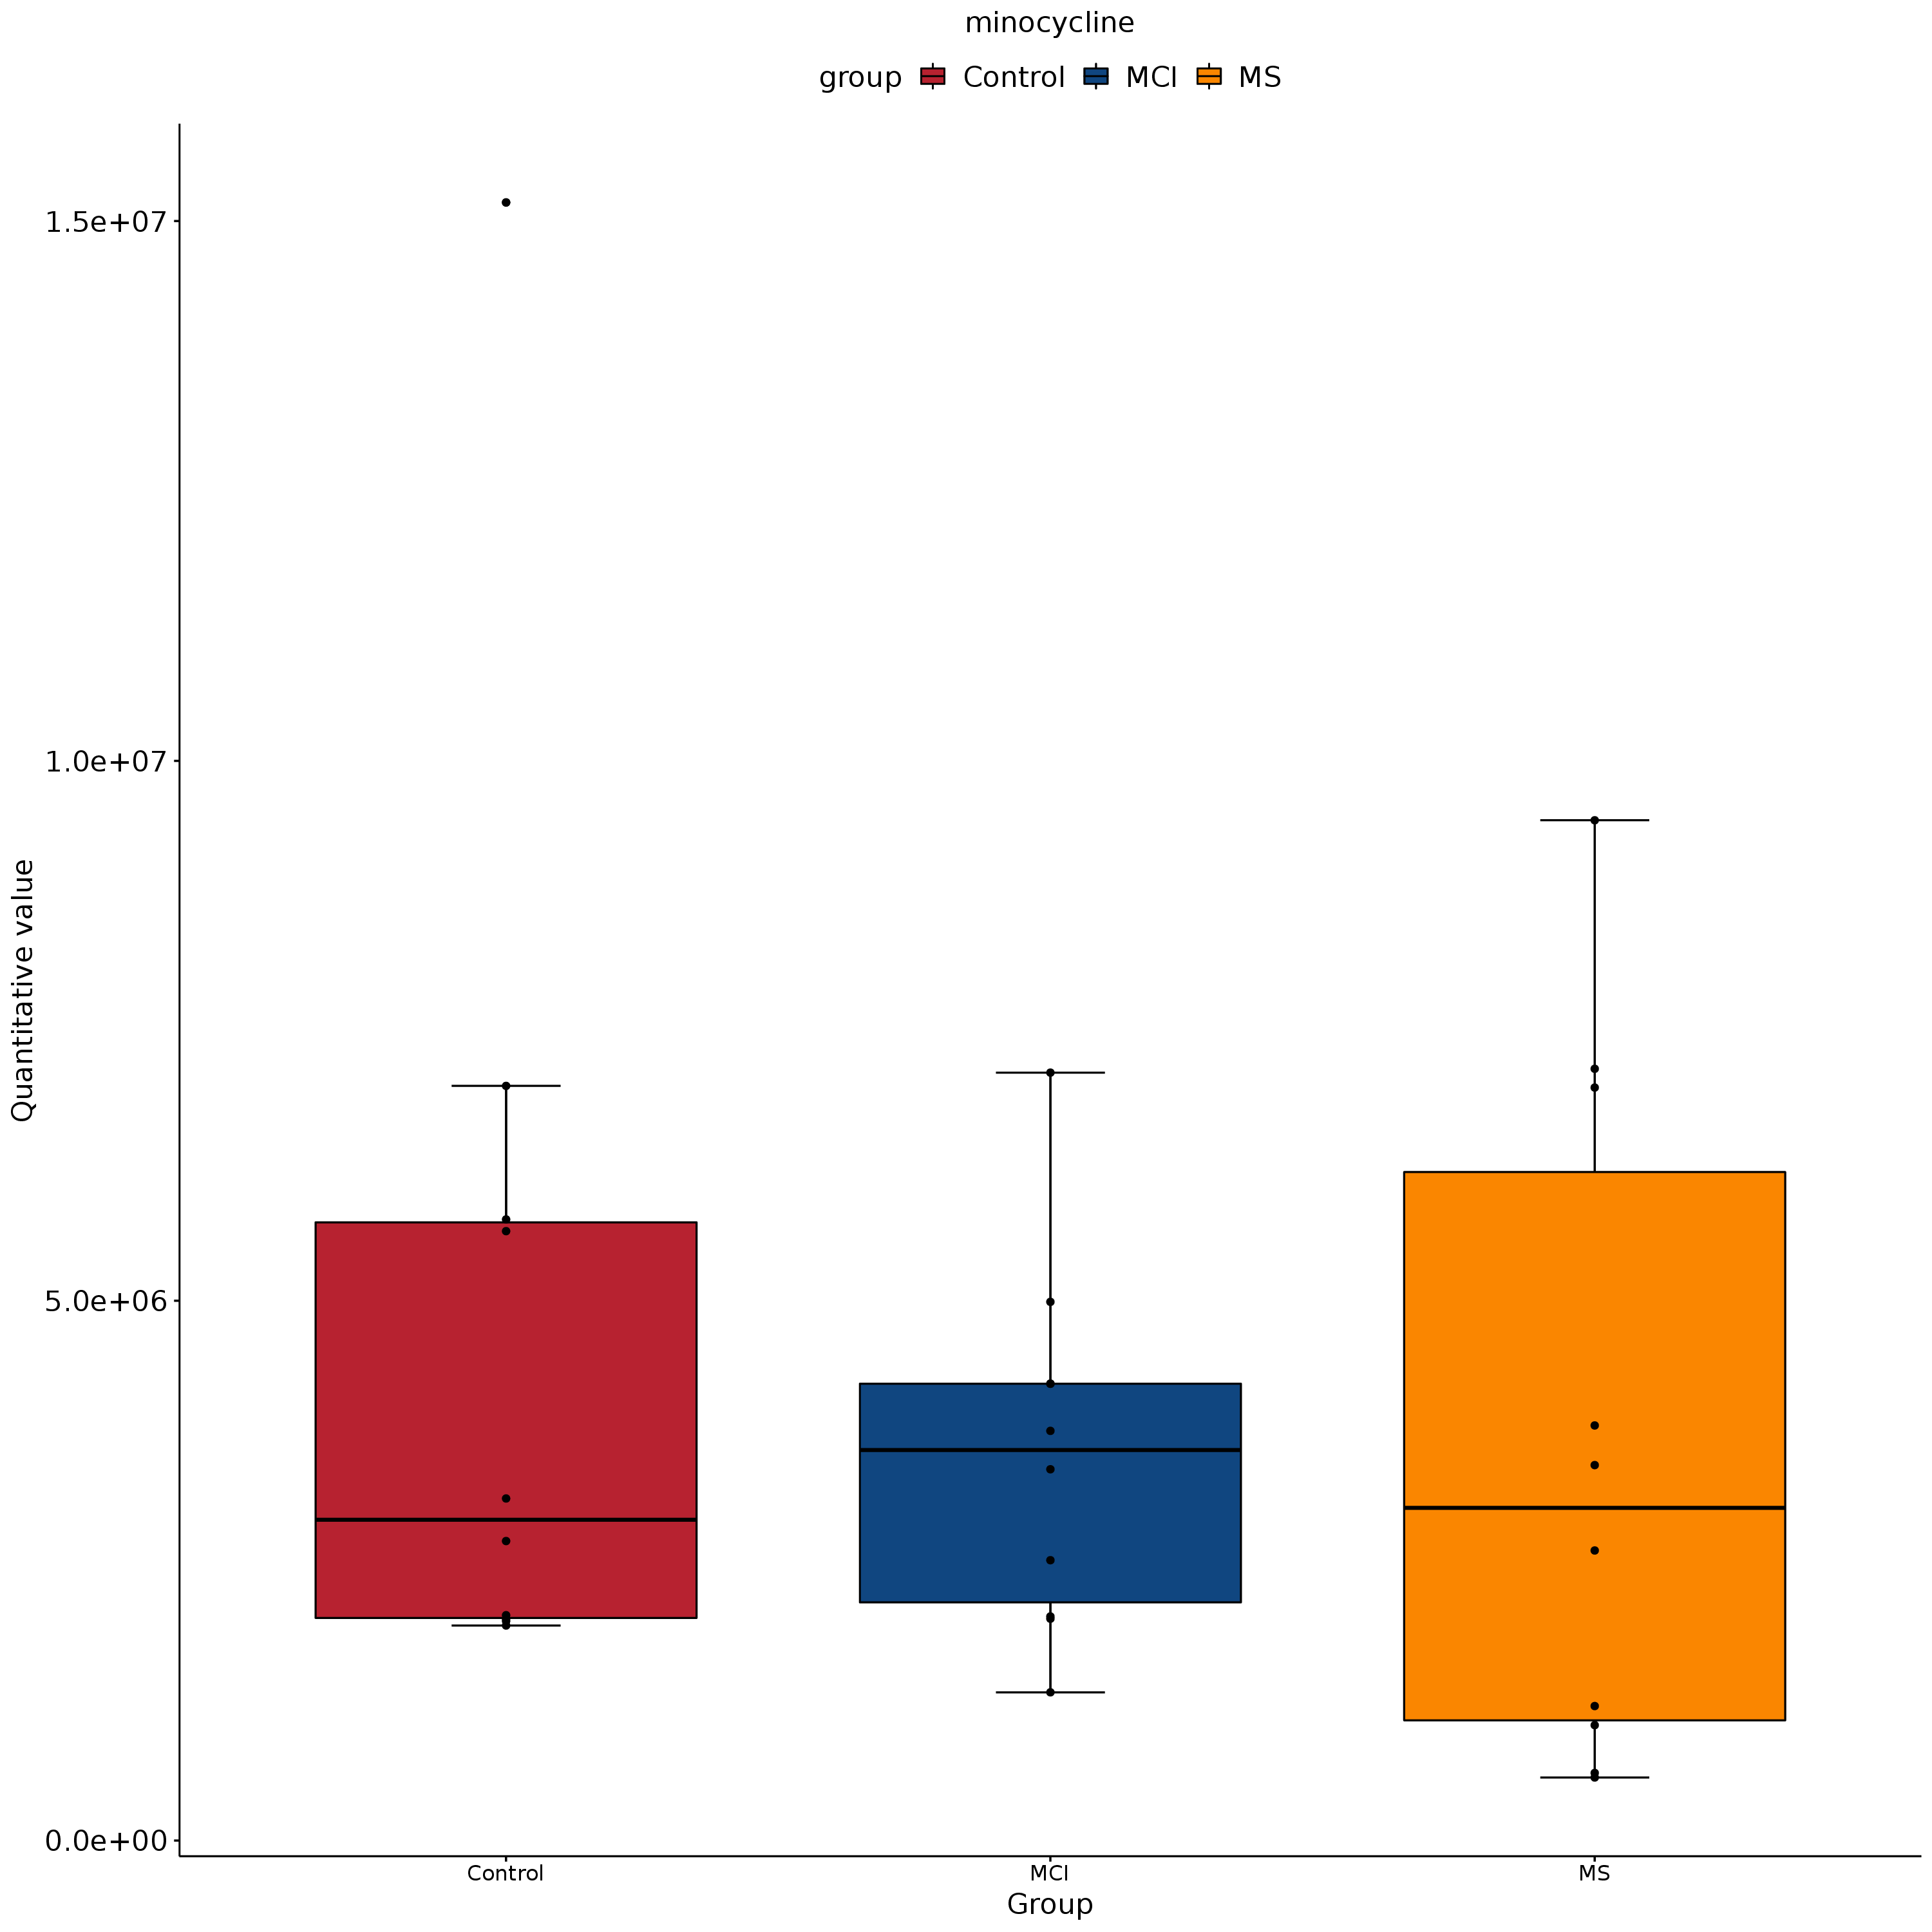 minocycline
group Control MCI MS
1.5e+07
1.0e+07
5.0e+06
0.0e+00
Quantitative value
Control MCI MS
Group